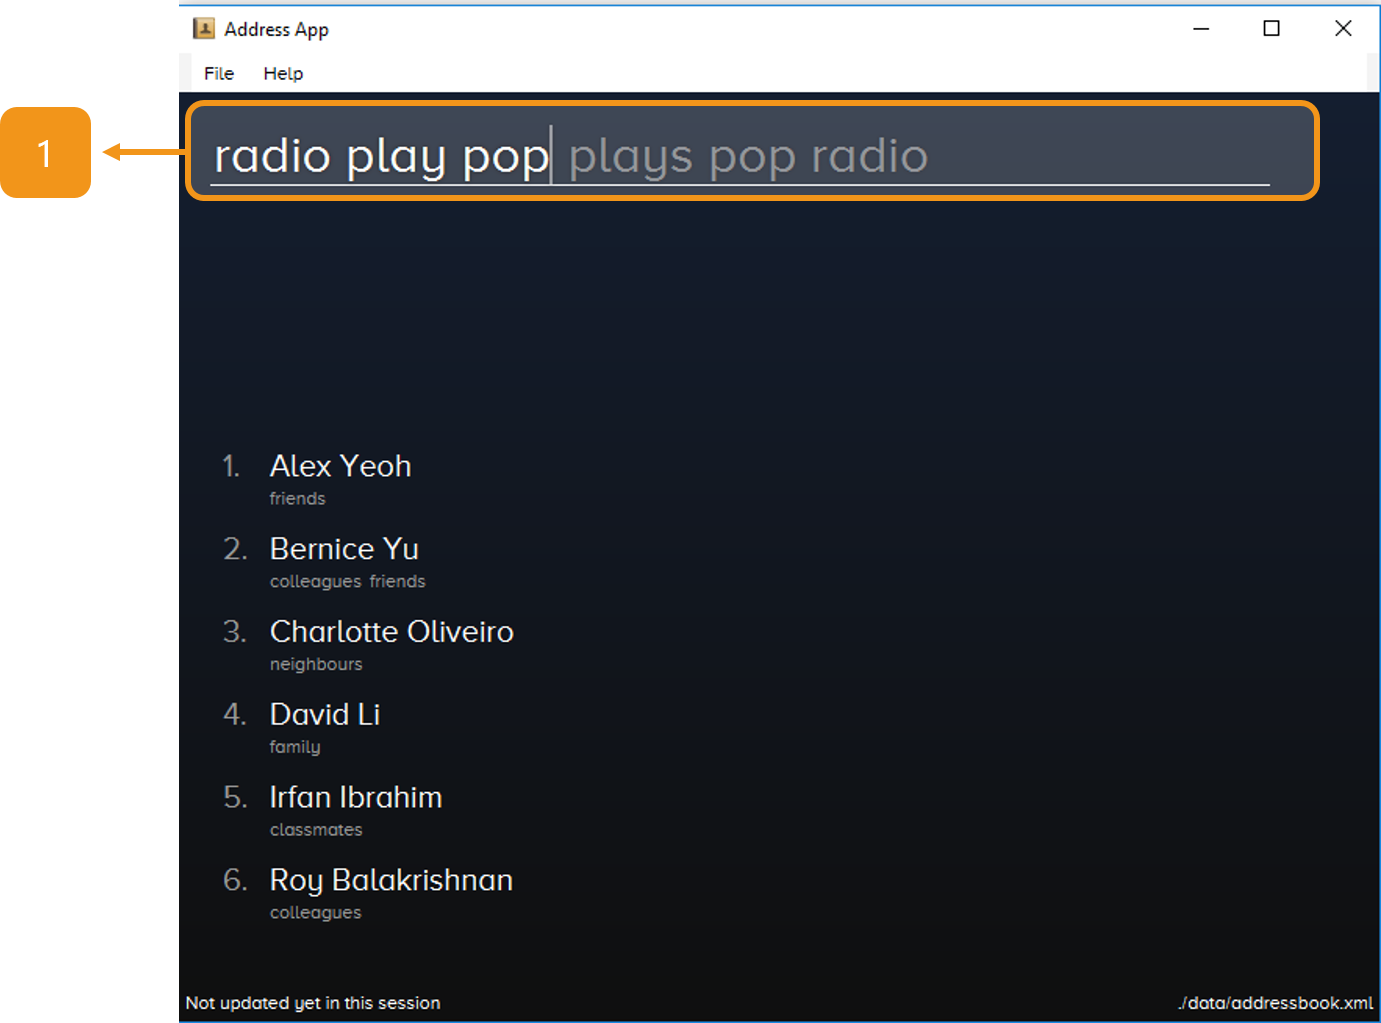 Address App
File Help
1
radio play pop plays pop radio
1. Alex Yeoh
friends
2. Bernice Yu
colleagues friends
3. Charlotte Oliveiro
neighbours
4. David Li
family
5. Irfan Ibrahim
classmates
6. Roy Balakrishnan
colleagues
Not updated yet in this session ./data/addressbook.xml